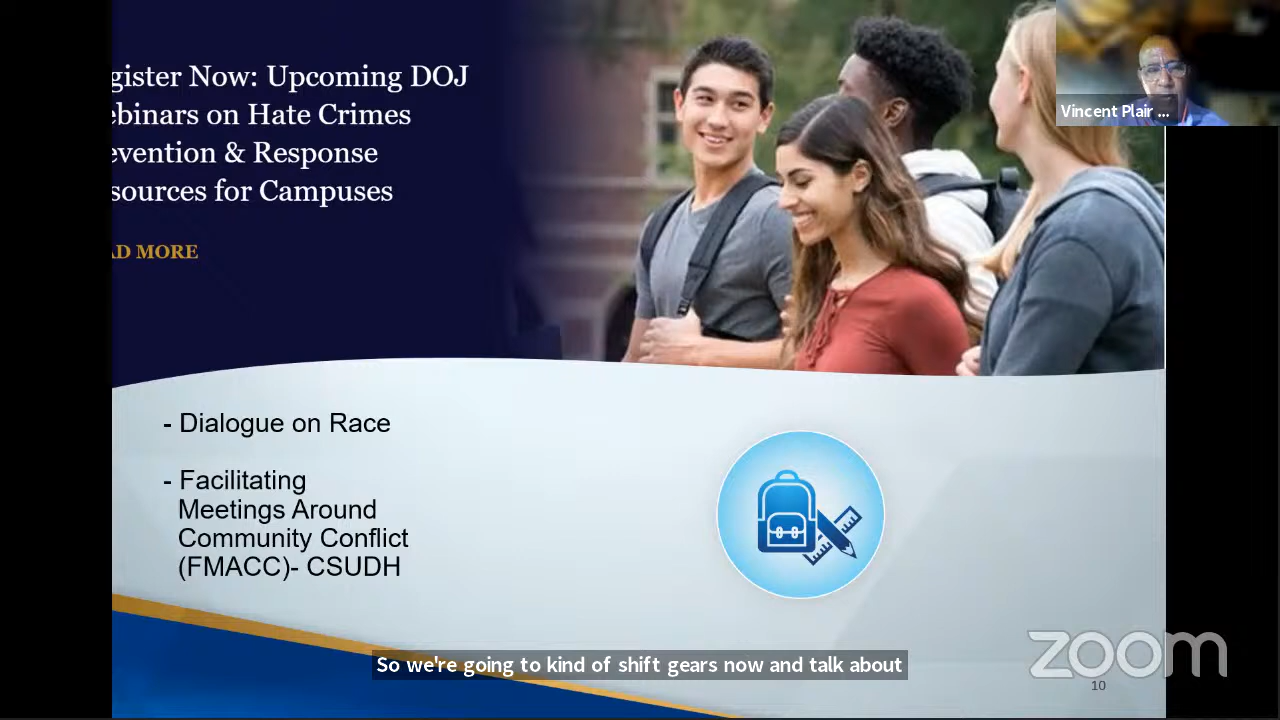 gister Now: Upcoming DOJ
ebinars on Hate Crimes
evention & Response
sources for Campuses
AD MORE
Vincent Plair ...
- Dialogue on Race
- Facilitating
Meetings Around
Community Conflict
(FMACC)- CSUDH
So we're going to kind of shift gears now and talk about
zoom
10